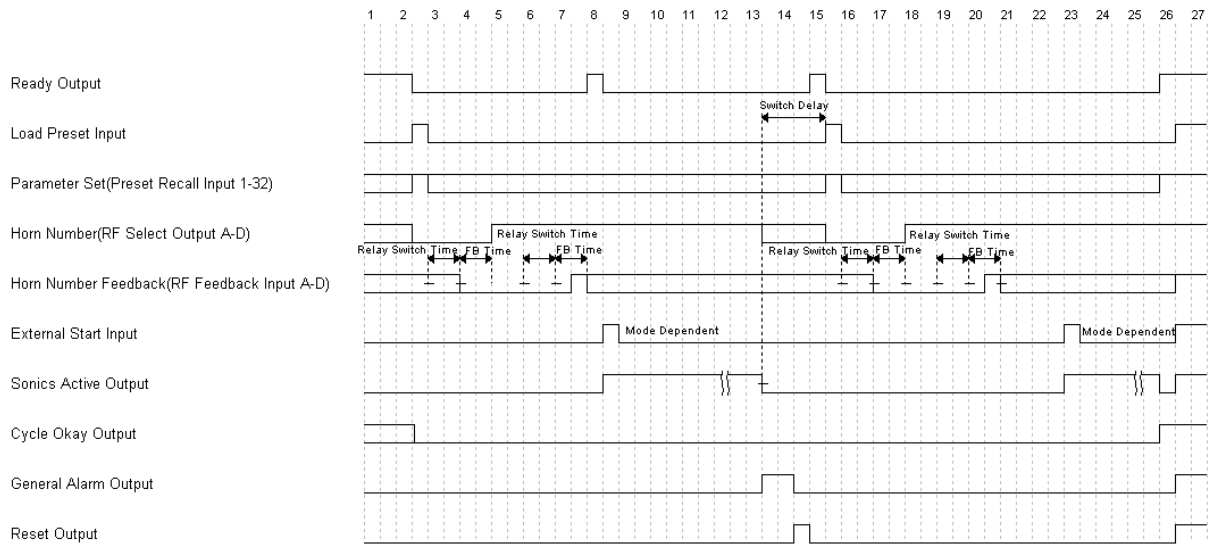 1 2 3 4 5 6 7 8 9 10 11 12 13 14 15 16 17 18 19 20 21 22 23 24 25 26 27
Ready Output
Switch Delay
Load Preset Input
Parameter Set(Preset Recall Input 1-32)
Horn Number(RF Select Output A-D)
Relay Switch Time
Relay Switch Time
Relay Switch Time
FB Time
Relay Switch Time
FB Time
FB Time
Horn Number Feedback(RF Feedback Input A-D)
External Start Input
Mode Dependent
Mode Dependent
Sonics Active Output
Cycle Okay Output
General Alarm Output
Reset Output